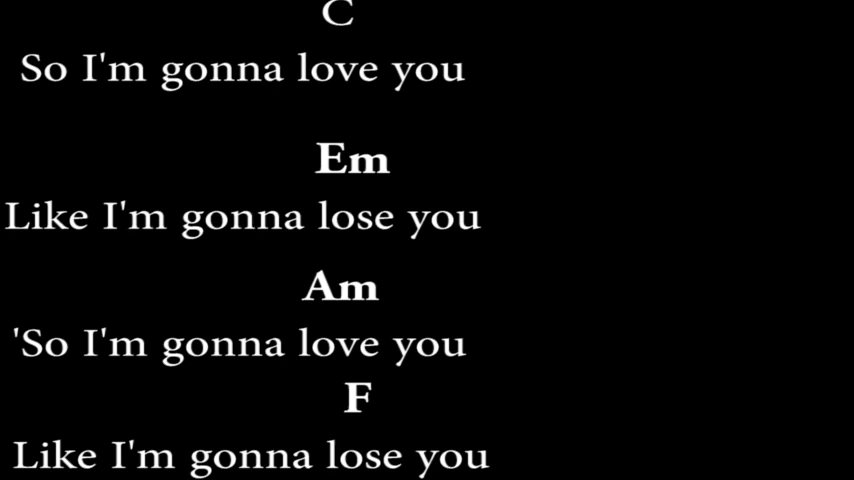 C
So I'm gonna love you
Em
Like I'm gonna lose you
Am
'So I'm gonna love you
F
Like I'm gonna lose you